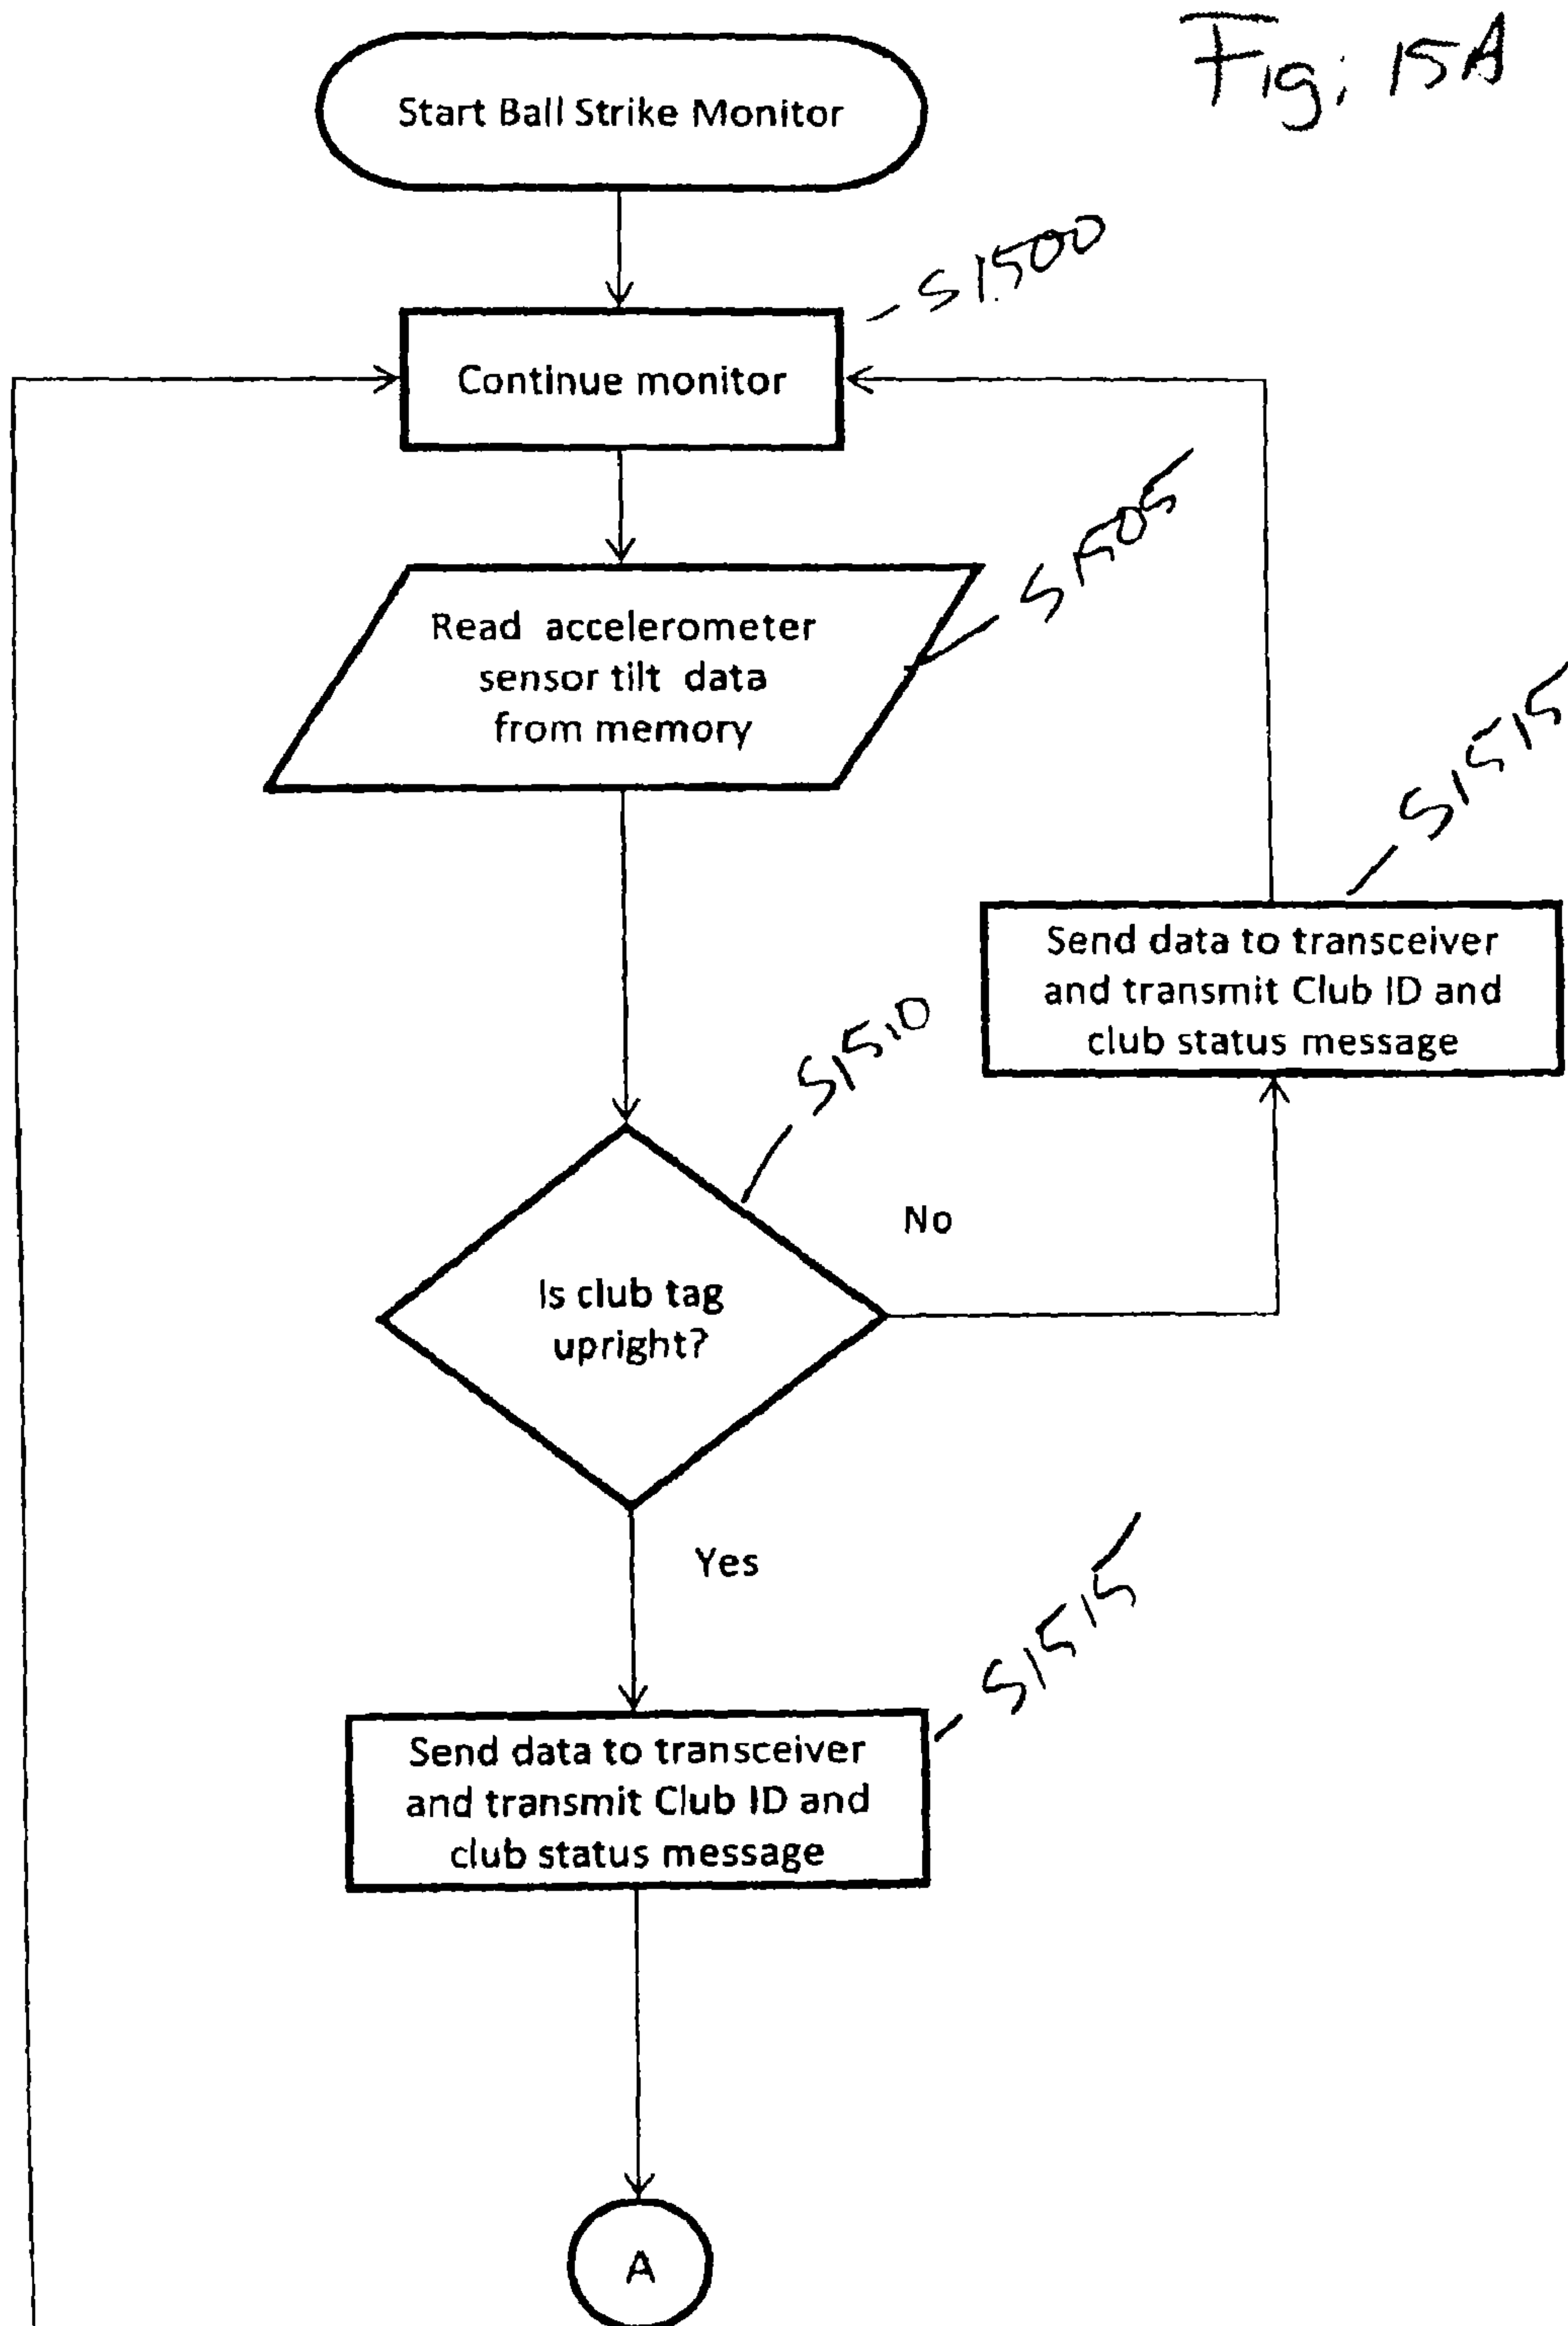 Fig; 15A
Start Ball Strike Monitor
S1500
Continue monitor
S1505
Read accelerometer
sensor tilt data
from memory
S1515
Send data to transceiver
and transmit Club ID and
club status message
S1510
No
Is club tag
upright?
Yes
S1515
Send data to transceiver
and transmit Club ID and
club status message
A